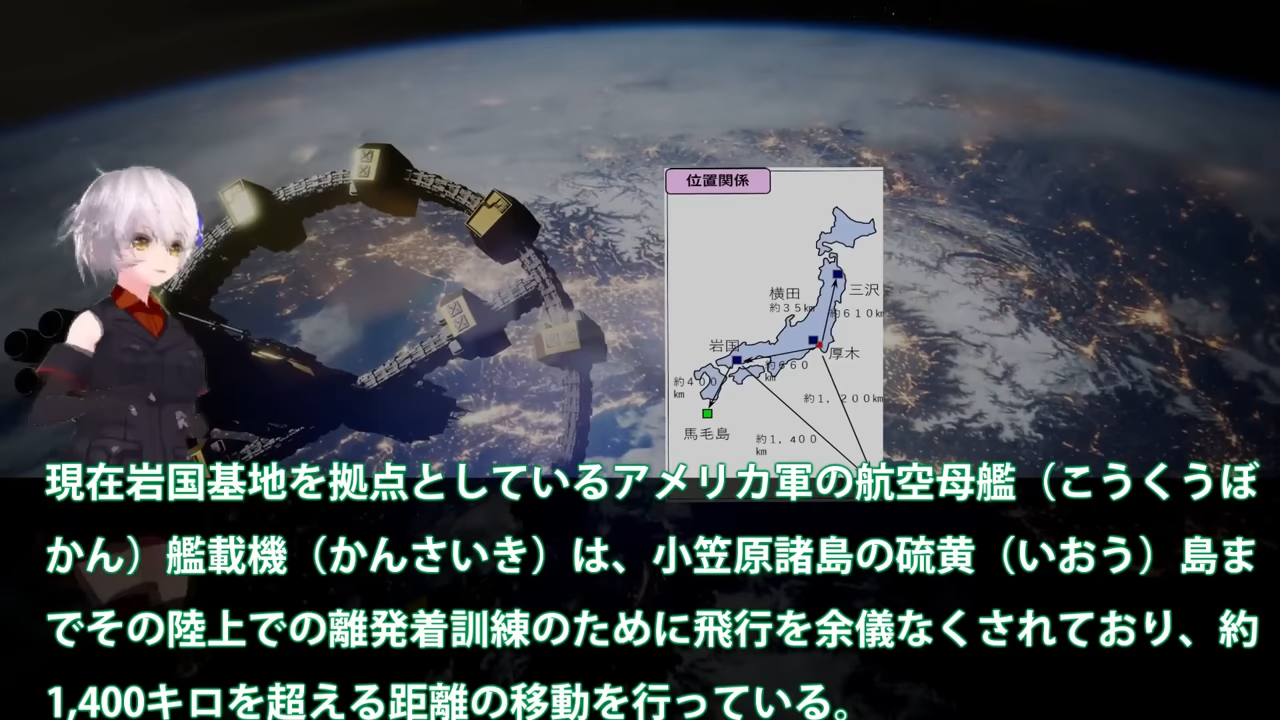 位置関係
横田
三沢
約35km
約610km
岩国
厚木
約660
km
約400
km
約1,200km
馬毛島
約1,400
km
現在岩国基地を拠点としているアメリカ軍の航空母艦（こうくうぼ
かん）艦載機（かんさいき）は、小笠原諸島の硫黄（いおう）島ま
でその陸上での離発着訓練のために飛行を余儀なくされており、約
1,400キロを超える距離の移動を行っている。